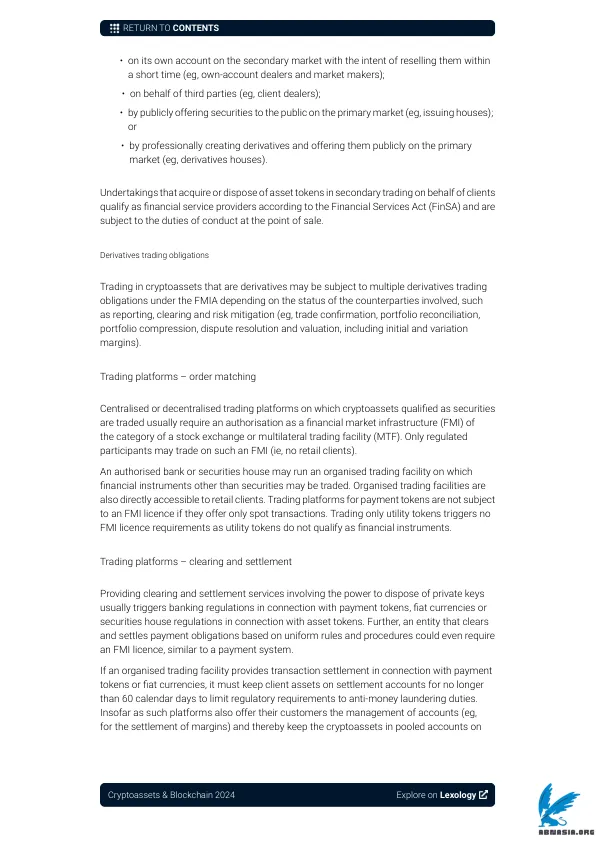 RETURN TO CONTENTS
• on its own account on the secondary market with the intent of reselling them within
a short time (eg, own-account dealers and market makers);
• on behalf of third parties (eg, client dealers);
• by publicly offering securities to the public on the primary market (eg, issuing houses);
or
• by professionally creating derivatives and offering them publicly on the primary
market (eg, derivatives houses).
Undertakings that acquire or dispose of asset tokens in secondary trading on behalf of clients
qualify as financial service providers according to the Financial Services Act (FinSA) and are
subject to the duties of conduct at the point of sale.
Derivatives trading obligations
Trading in cryptoassets that are derivatives may be subject to multiple derivatives trading
obligations under the FMIA depending on the status of the counterparties involved, such
as reporting, clearing and risk mitigation (eg, trade confirmation, portfolio reconciliation,
portfolio compression, dispute resolution and valuation, including initial and variation
margins).
Trading platforms – order matching
Centralised or decentralised trading platforms on which cryptoassets qualified as securities
are traded usually require an authorisation as a financial market infrastructure (FMI) of
the category of a stock exchange or multilateral trading facility (MTF). Only regulated
participants may trade on such an FMI (ie, no retail clients).
An authorised bank or securities house may run an organised trading facility on which
financial instruments other than securities may be traded. Organised trading facilities are
also directly accessible to retail clients. Trading platforms for payment tokens are not subject
to an FMI licence if they offer only spot transactions. Trading only utility tokens triggers no
FMI licence requirements as utility tokens do not qualify as financial instruments.
Trading platforms – clearing and settlement
Providing clearing and settlement services involving the power to dispose of private keys
usually triggers banking regulations in connection with payment tokens, fiat currencies or
securities house regulations in connection with asset tokens. Further, an entity that clears
and settles payment obligations based on uniform rules and procedures could even require
an FMI licence, similar to a payment system.
If an organised trading facility provides transaction settlement in connection with payment
tokens or fiat currencies, it must keep client assets on settlement accounts for no longer
than 60 calendar days to limit regulatory requirements to anti-money laundering duties.
Insofar as such platforms also offer their customers the management of accounts (eg,
for the settlement of margins) and thereby keep the cryptoassets in pooled accounts on
Cryptoassets & Blockchain 2024
Explore on Lexology
ABNASIA.ORG